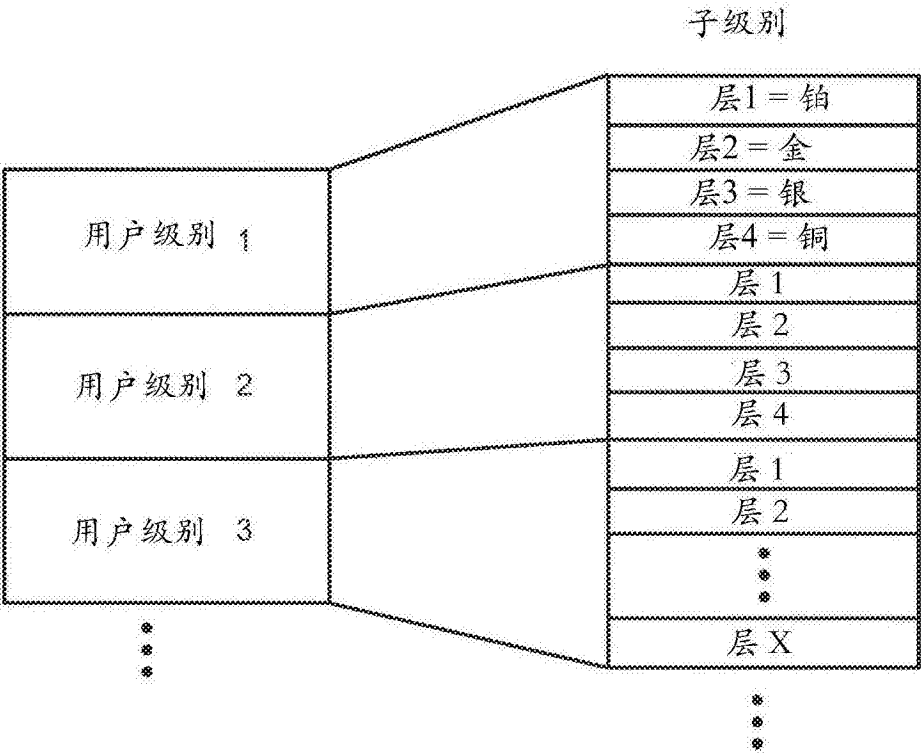 子级别
层1 = 铂
层2 = 金
层3 = 银
层4 = 铜
层 1
层 2
层 3
层 4
层 1
层 2
层 X
用户级别 1
用户级别 2
用户级别 3